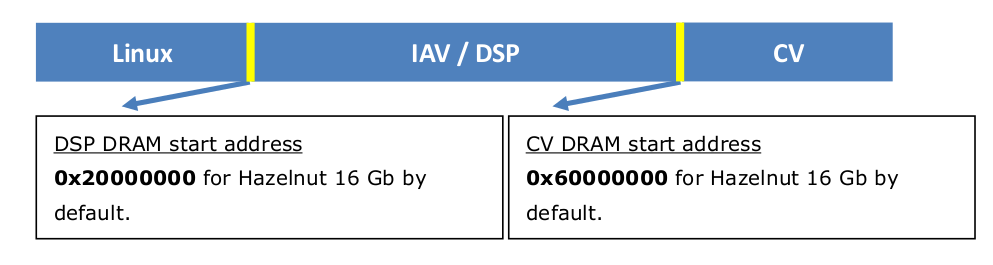 Linux
IAV / DSP
CV
DSP DRAM start address
0x20000000 for Hazelnut 16 Gb by
default.
CV DRAM start address
0x60000000 for Hazelnut 16 Gb by
default.